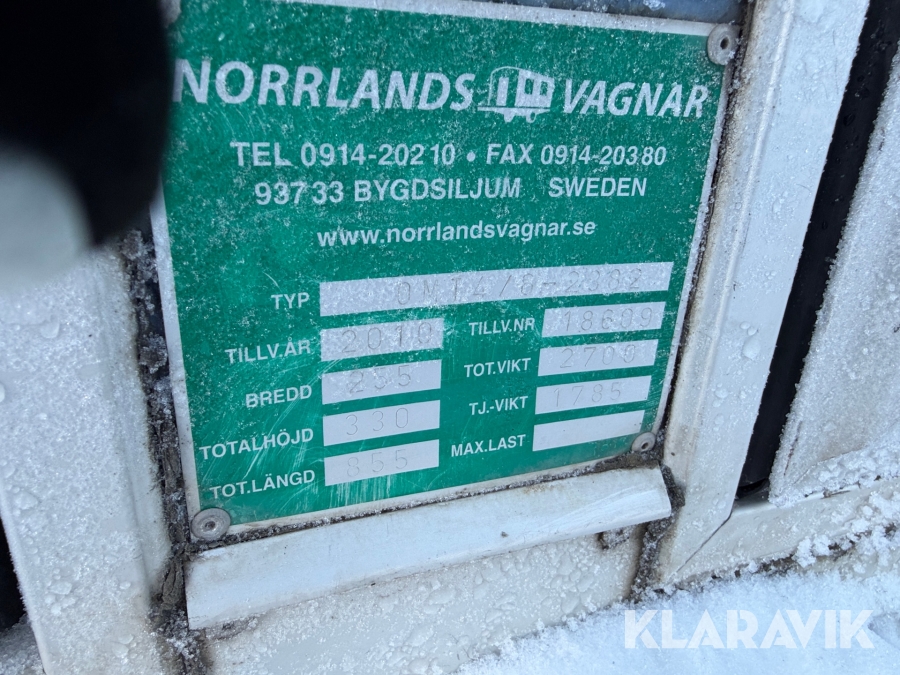 NORRLANDS VAGNAR
TEL 0914-20210 • FAX 0914-20380
93733 BYGDSILJUM SWEDEN
www.norrlandsvagnar.se
TYP
TILLV.ÅR 2010 TILLV.NR 18609
BREDD 255 TOT.VIKT 2700
TOTALHÖJD 330 TJ.-VIKT 1735
TOT.LÄNGD 855 MAX.LAST
KLARAVIK